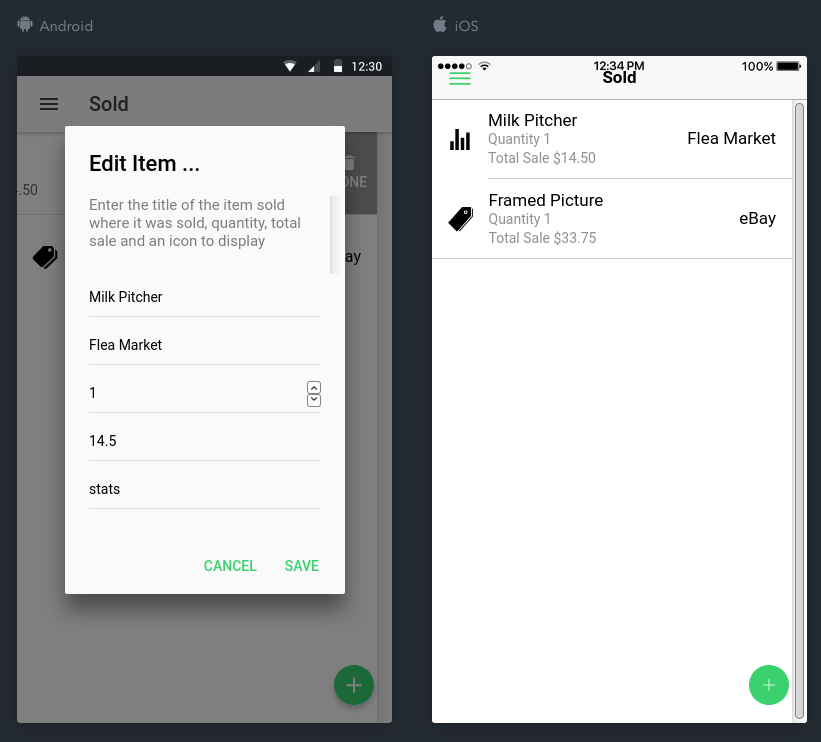 Android
12:30
Sold
.50
ONE
ay
Edit Item ...
Enter the title of the item sold
where it was sold, quantity, total
sale and an icon to display
Milk Pitcher
Flea Market
1
14.5
stats
CANCEL SAVE
iOS
12:34 PM 100%
Sold
Milk Pitcher
Quantity 1
Total Sale $14.50
Flea Market
Framed Picture
Quantity 1
Total Sale $33.75
eBay